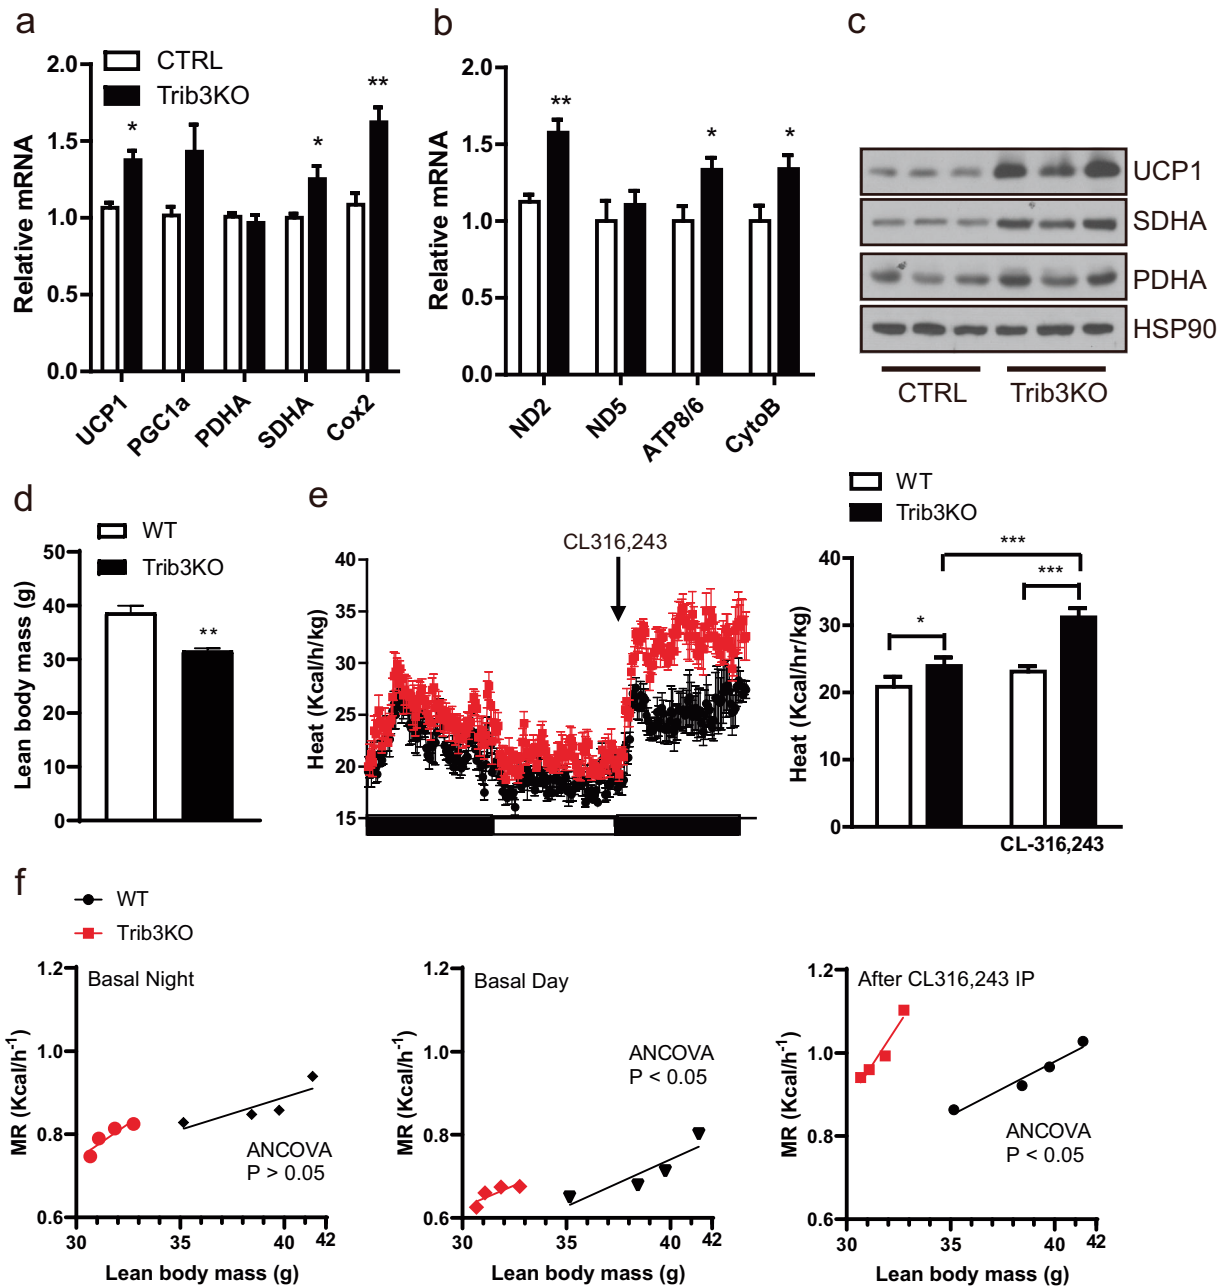 a
CTRL
Trib3KO
Relative mRNA
2.0
1.5
1.0
0.5
0.0
*
*
**
UCP1
PGC1a
PDHA
SDHA
Cox2
b
Relative mRNA
2.0
1.5
1.0
0.5
0.0
**
*
*
ND2
ND5
ATP8/6
CytoB
c
UCP1
SDHA
PDHA
HSP90
CTRL
Trib3KO
d
WT
Trib3KO
Lean body mass (g)
50
40
30
20
10
0
**
e
CL316,243
Heat (Kcal/h/kg)
40
35
30
25
20
15
WT
Trib3KO
Heat (Kcal/hr/kg)
40
30
20
10
0
*
***
***
CL-316,243
f
WT
Trib3KO
Basal Night
MR (Kcal/h⁻¹)
1.2
1.0
0.8
0.6
ANCOVA
P > 0.05
30
35
40
42
Lean body mass (g)
Basal Day
MR (Kcal/h⁻¹)
1.2
1.0
0.8
0.6
ANCOVA
P < 0.05
30
35
40
42
Lean body mass (g)
After CL316,243 IP
MR (Kcal/h⁻¹)
1.2
1.0
0.8
0.6
ANCOVA
P < 0.05
30
35
40
42
Lean body mass (g)